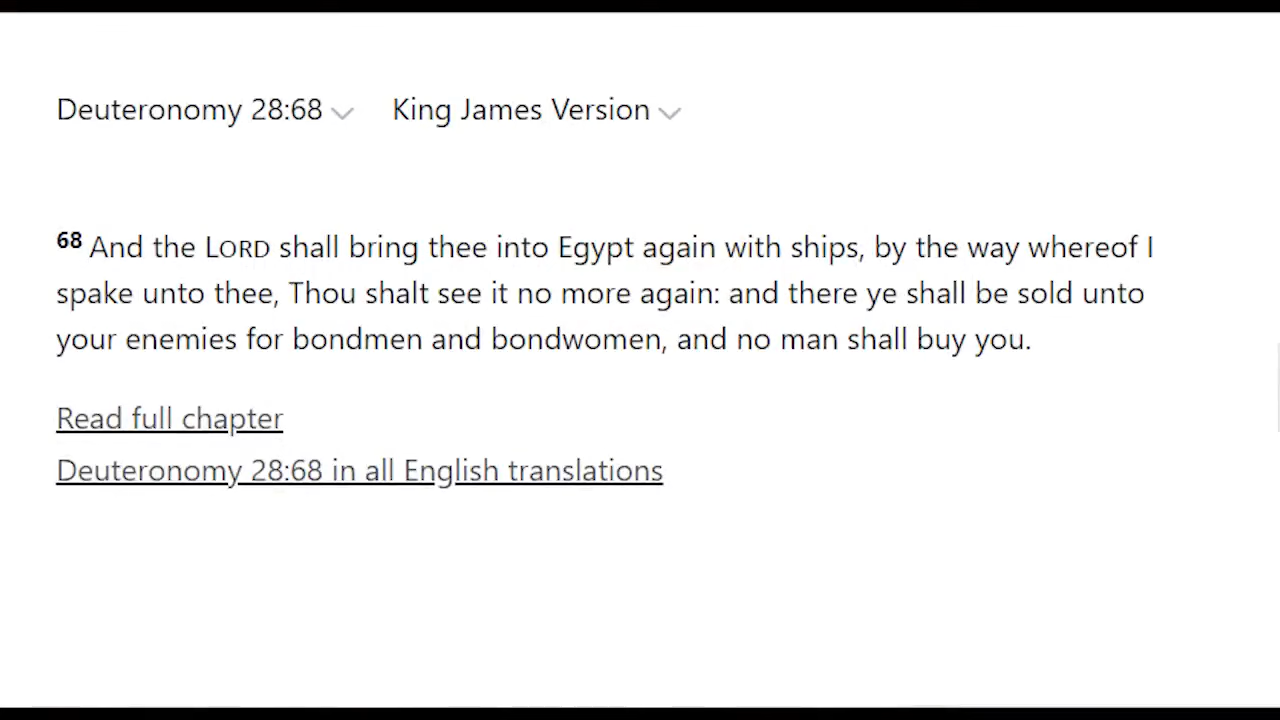 Deuteronomy 28:68 King James Version
68 And the LORD shall bring thee into Egypt again with ships, by the way whereof I
spake unto thee, Thou shalt see it no more again: and there ye shall be sold unto
your enemies for bondmen and bondwomen, and no man shall buy you.
Read full chapter
Deuteronomy 28:68 in all English translations